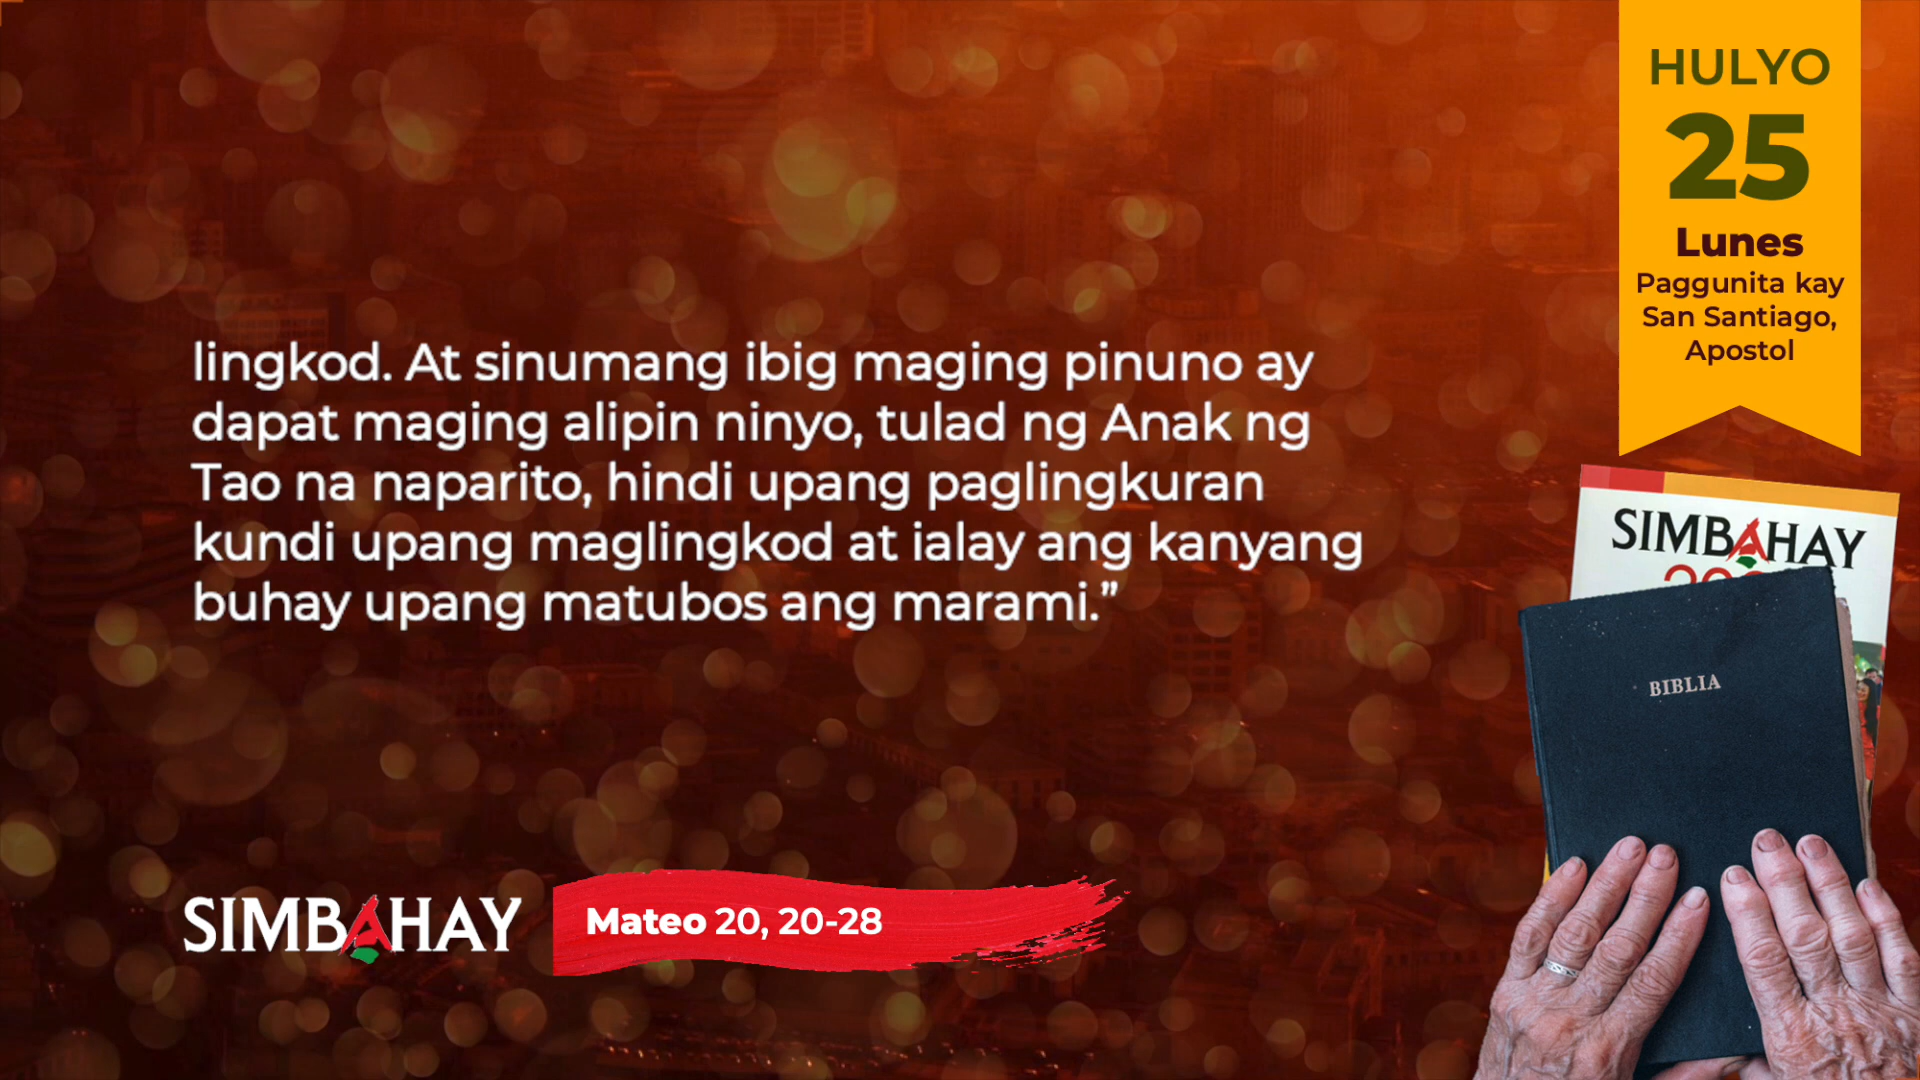 HULYO
25
Lunes
Paggunita kay
San Santiago,
Apostol
lingkod. At sinumang ibig maging pinuno ay
dapat maging alipin ninyo, tulad ng Anak ng
Tao na naparito, hindi upang paglingkuran
kundi upang maglingkod at ialay ang kanyang
buhay upang matubos ang marami.”
SIMBAHAY
BIBLIA
SIMBAHAY
Mateo 20, 20-28